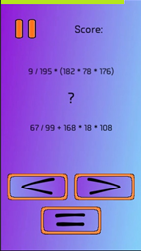 Score:
9 / 195 * (182 * 78 * 176)
?
67 / 99 + 168 * 18 * 108
<
>
=